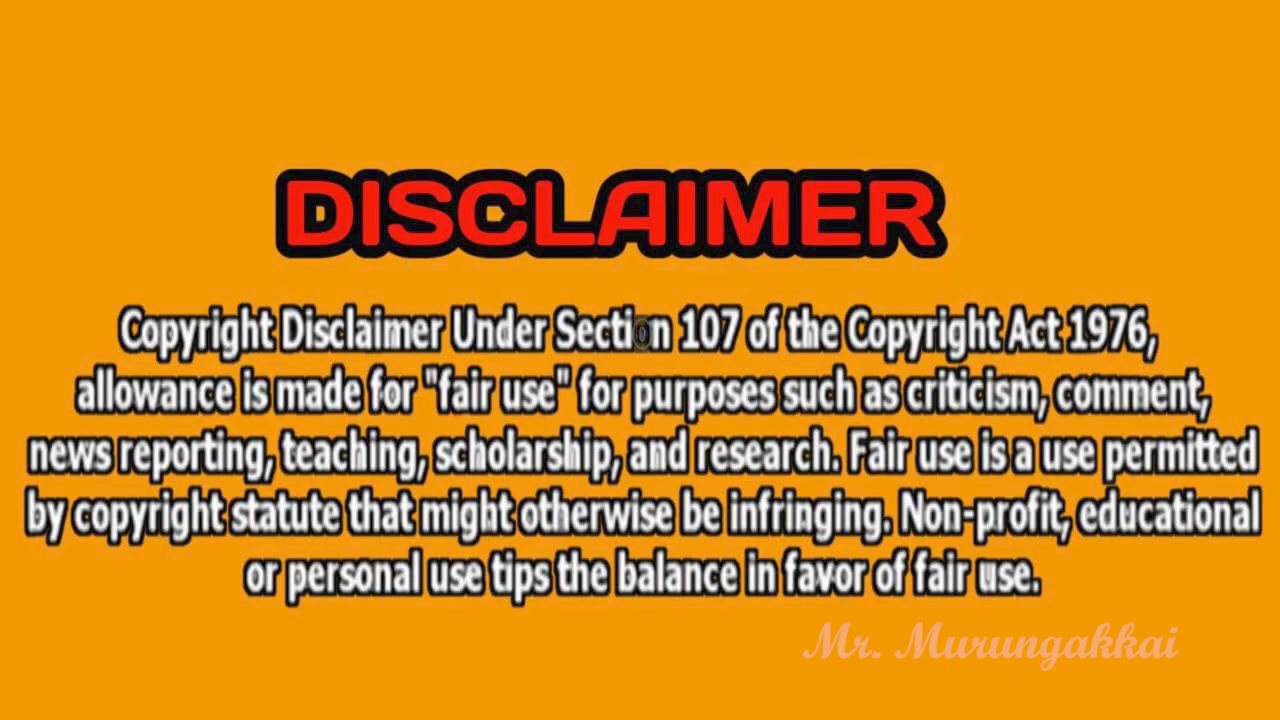 DISCLAIMER
Copyright Disclaimer Under Section 107 of the Copyright Act 1976,
allowance is made for "fair use" for purposes such as criticism, comment,
news reporting, teaching, scholarship, and research. Fair use is a use permitted
by copyright statute that might otherwise be infringing. Non-profit, educational
or personal use tips the balance in favor of fair use.
Mr. Murungakkai